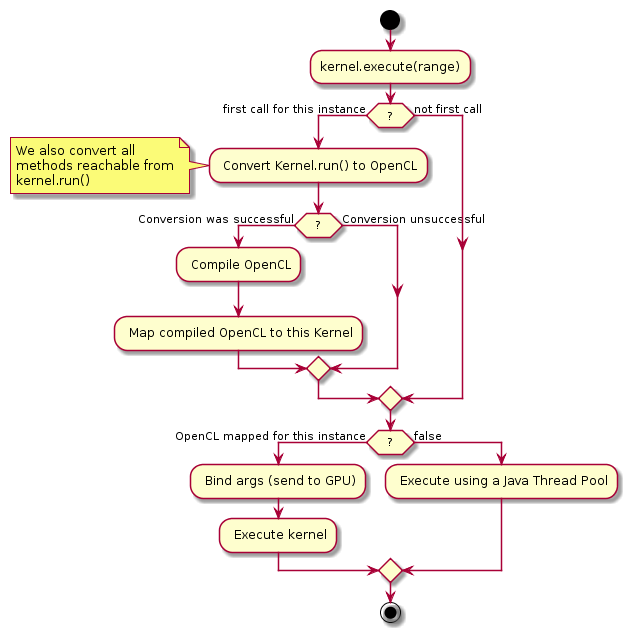 kernel.execute(range)
first call for this instance
?
not first call
We also convert all
methods reachable from
kernel.run()
Convert Kernel.run() to OpenCL
Conversion was successful
?
Conversion unsuccessful
Compile OpenCL
Map compiled OpenCL to this Kernel
OpenCL mapped for this instance
?
false
Bind args (send to GPU)
Execute using a Java Thread Pool
Execute kernel